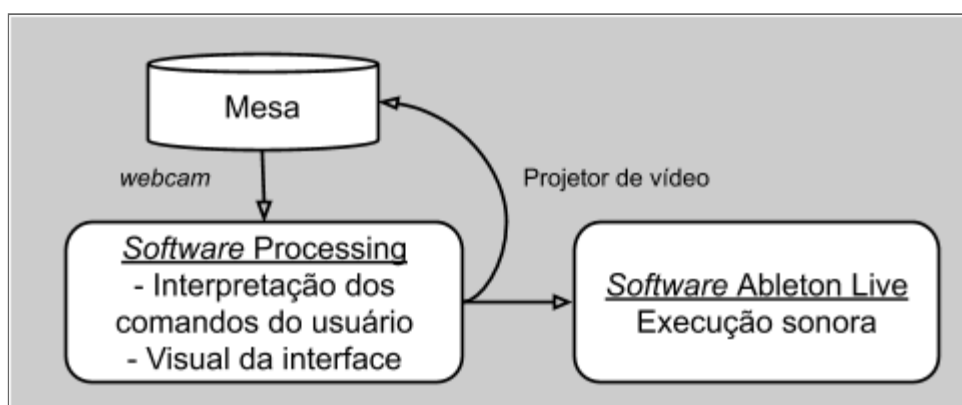 Mesa
webcam
Projetor de vídeo
Software Processing
- Interpretação dos
comandos do usuário
- Visual da interface
Software Ableton Live
Execução sonora